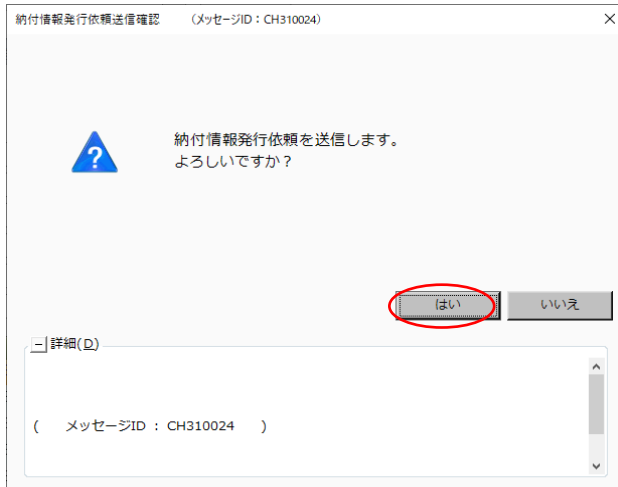 納付情報発行依頼送信確認 （メッセージID：CH310024）
納付情報発行依頼を送信します。
よろしいですか？
はい いいえ
詳細(D)
( メッセージID : CH310024 )